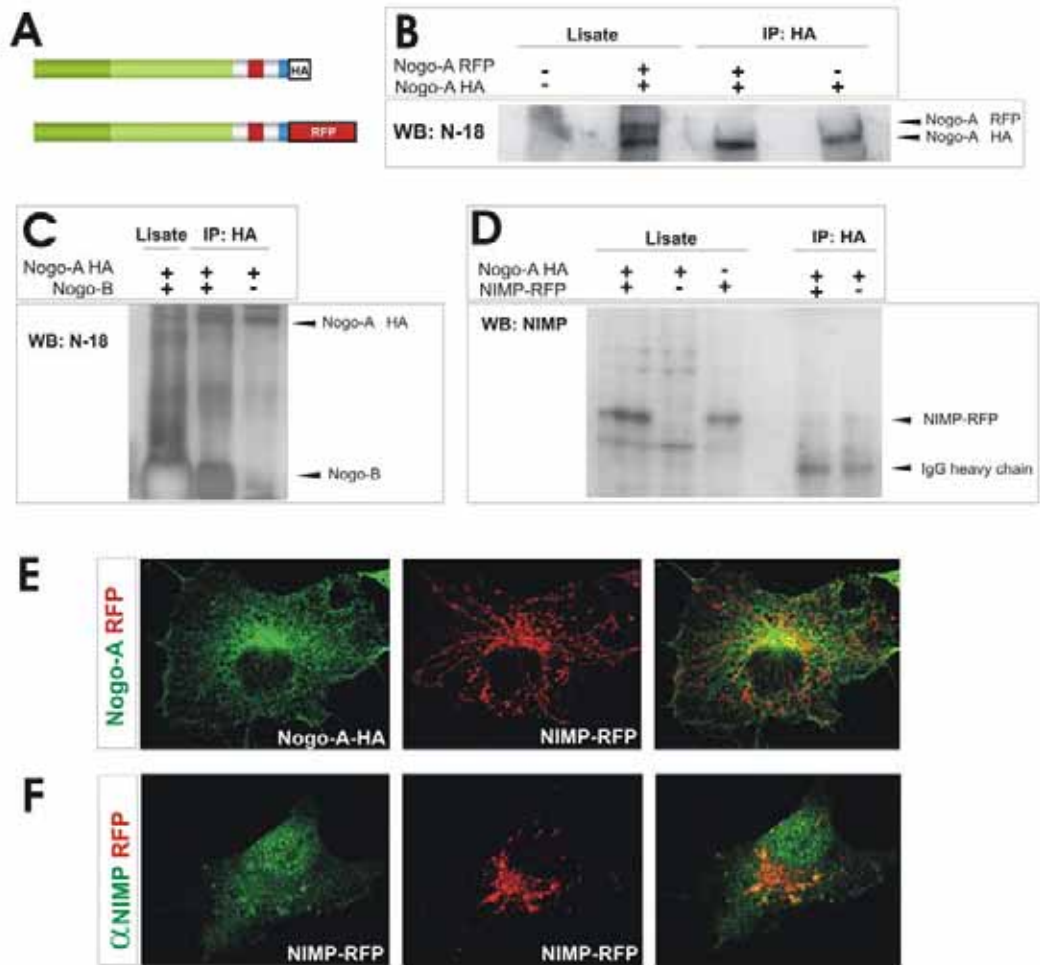 A
HA
RFP
B
Lisate IP: HA
Nogo-A RFP - + + -
Nogo-A HA - + + +
WB: N-18
Nogo-A RFP
Nogo-A HA
C
Lisate IP: HA
Nogo-A HA + + +
Nogo-B + + -
WB: N-18
Nogo-A HA
Nogo-B
D
Lisate IP: HA
Nogo-A HA + + - + +
NIMP-RFP + - + + -
WB: NIMP
NIMP-RFP
IgG heavy chain
E
Nogo-A RFP
Nogo-A-HA
NIMP-RFP
F
αNIMP RFP
NIMP-RFP
NIMP-RFP